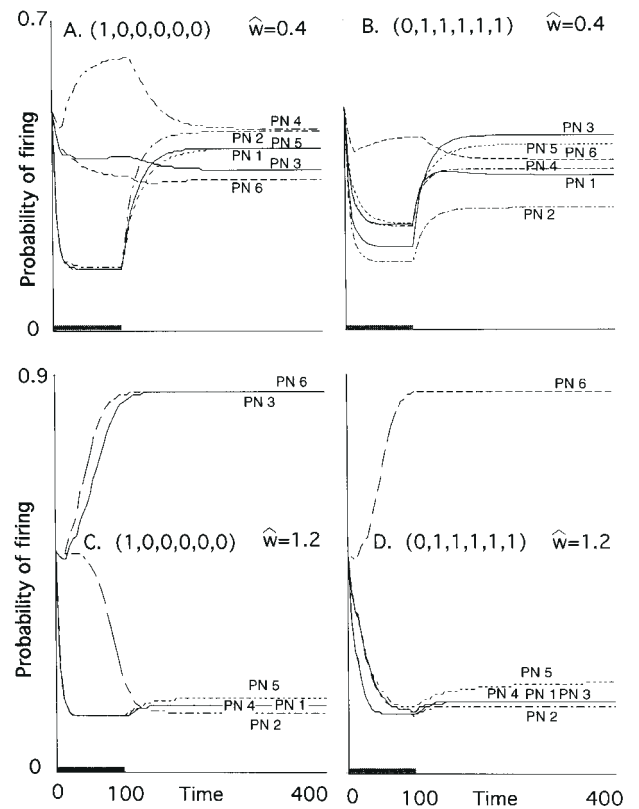 0.7
A. (1,0,0,0,0,0) ŵ=0.4
B. (0,1,1,1,1,1) ŵ=0.4
Probability of firing
PN 4
PN 2
PN 5
PN 1
PN 3
PN 6
PN 3
PN 5
PN 6
PN 4
PN 1
PN 2
0
0.9
PN 6
PN 3
PN 6
Probability of firing
C. (1,0,0,0,0,0) ŵ=1.2
D. (0,1,1,1,1,1) ŵ=1.2
PN 5
PN 4 PN 1
PN 2
PN 5
PN 4 PN 1 PN 3
PN 2
0
0 100 Time 400
0 100 Time 400